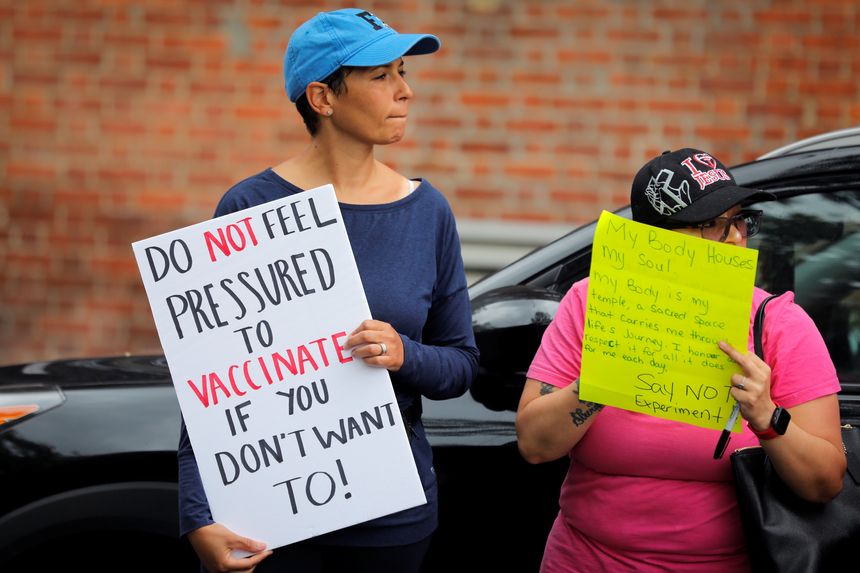 DO NOT FEEL
PRESSURED
TO
VACCINATE
IF YOU
DON'T WANT
TO!
I
JESUS
My Body Houses
my Soul.
My Body is my
temple, a sacred space
that carries me through
life's Journey. I honor
respect it for all it does
for me each day.
Say NO
Experiment